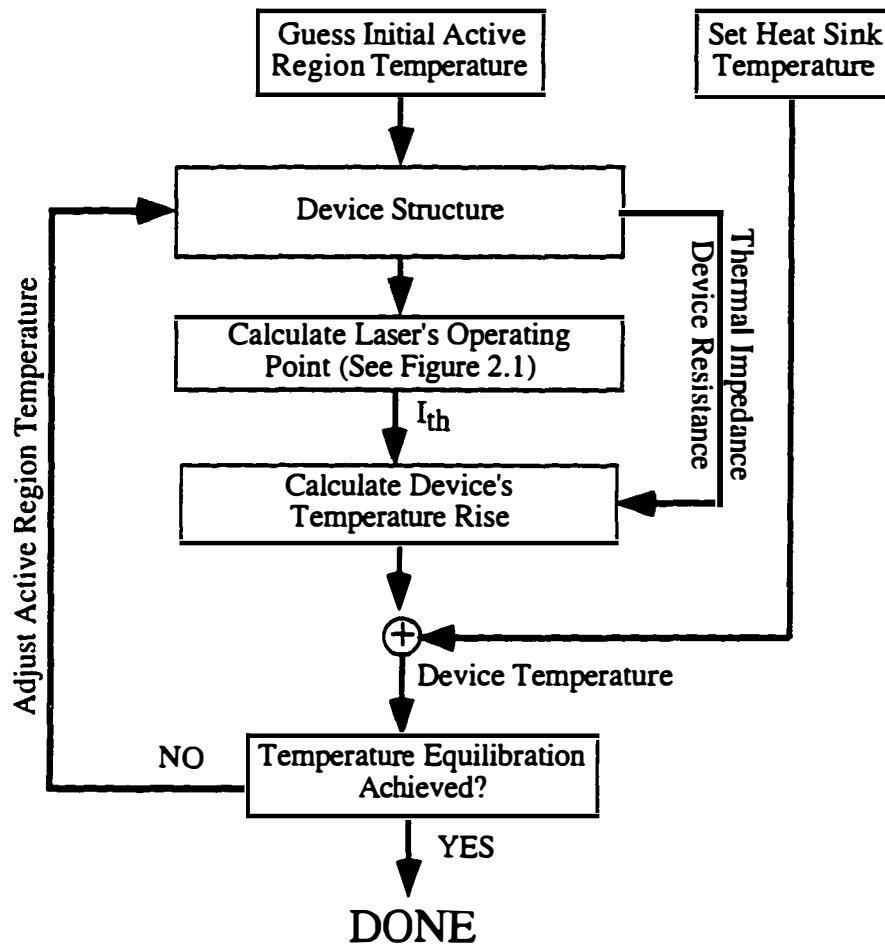 Guess Initial Active
Region Temperature
Set Heat Sink
Temperature
Device Structure
Thermal Impedance
Device Resistance
Calculate Laser's Operating
Point (See Figure 2.1)
I_th
Calculate Device's
Temperature Rise
+
Device Temperature
Adjust Active Region Temperature
NO
Temperature Equilibration
Achieved?
YES
DONE